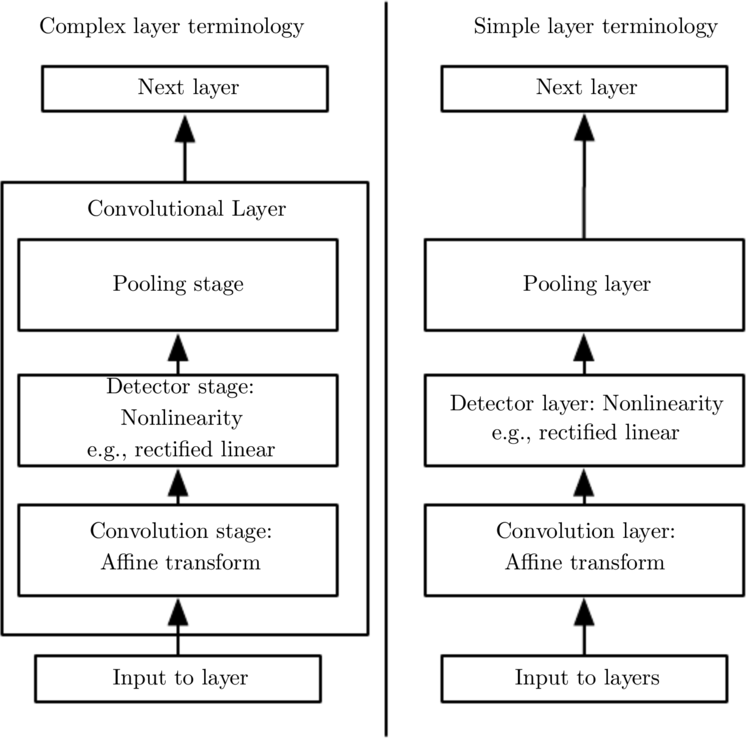 Complex layer terminology
Next layer
Convolutional Layer
Pooling stage
Detector stage:
Nonlinearity
e.g., rectified linear
Convolution stage:
Affine transform
Input to layer
Simple layer terminology
Next layer
Pooling layer
Detector layer: Nonlinearity
e.g., rectified linear
Convolution layer:
Affine transform
Input to layers